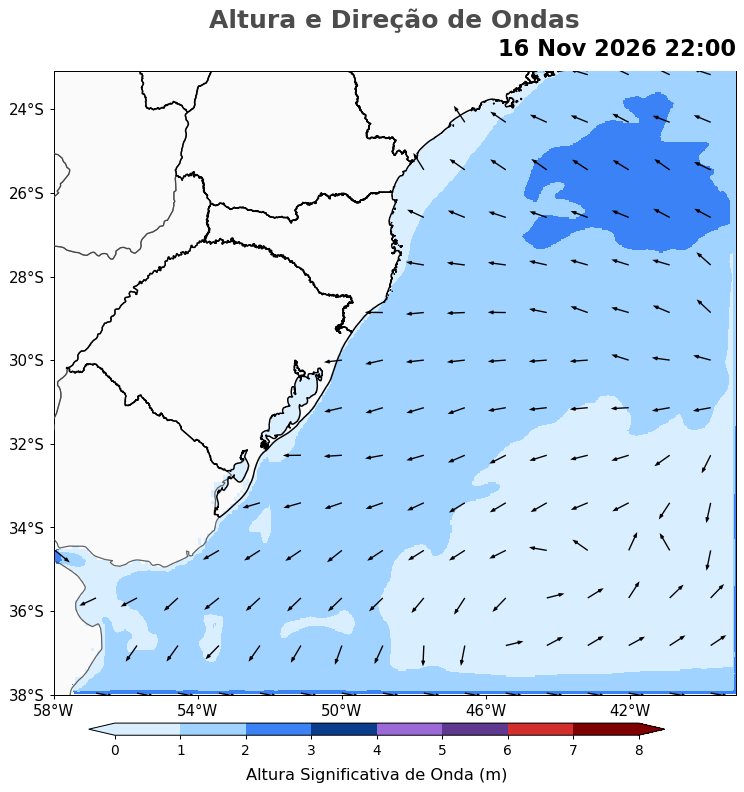 Altura e Direção de Ondas
16 Nov 2026 22:00
24°S
26°S
28°S
30°S
32°S
34°S
36°S
38°S
58°W 54°W 50°W 46°W 42°W
0 1 2 3 4 5 6 7 8
Altura Significativa de Onda (m)